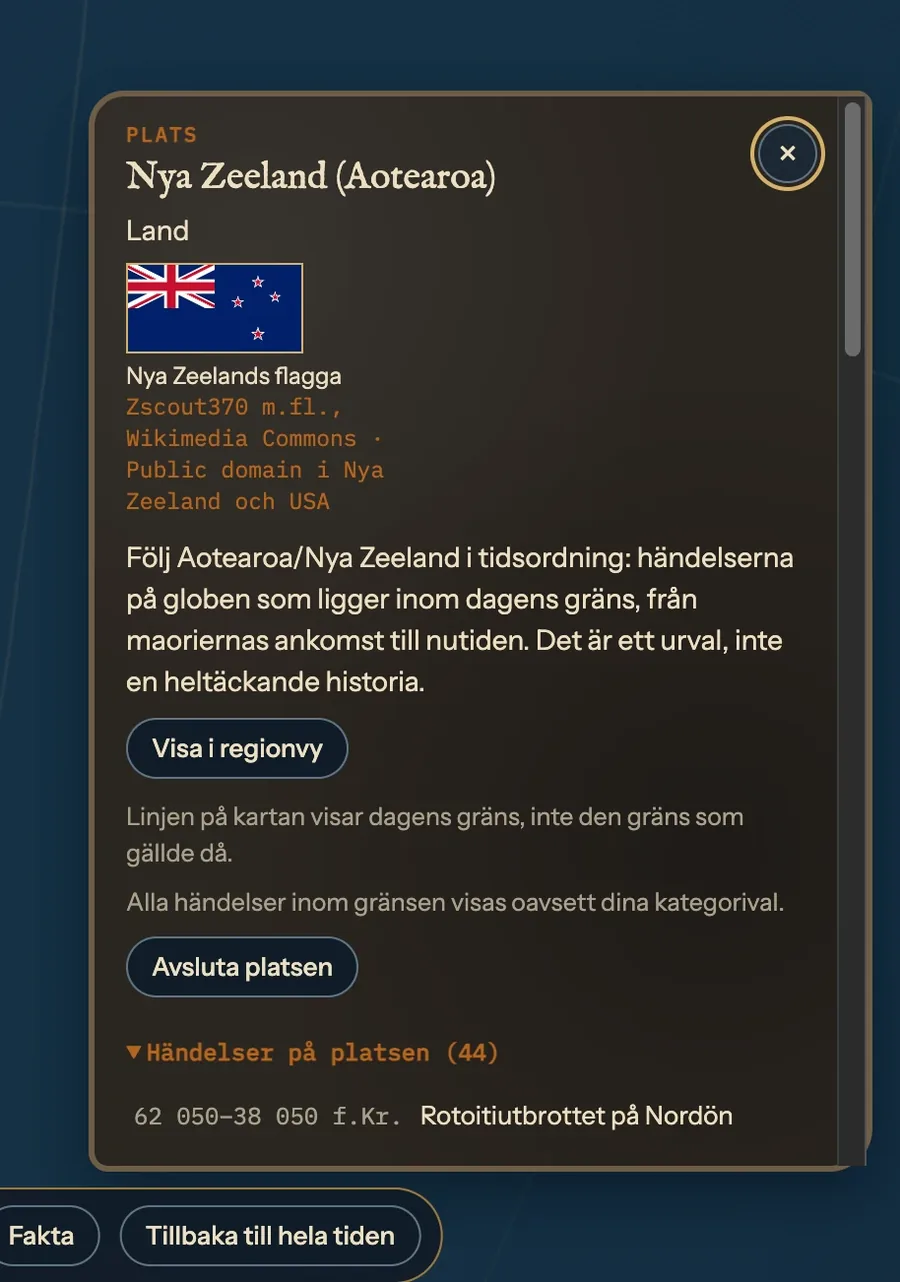 PLATS
Nya Zeeland (Aotearoa)
×
Land
Nya Zeelands flagga
Zscout370 m.fl.,
Wikimedia Commons ·
Public domain i Nya
Zeeland och USA
Följ Aotearoa/Nya Zeeland i tidsordning: händelserna
på globen som ligger inom dagens gräns, från
maoriernas ankomst till nutiden. Det är ett urval, inte
en heltäckande historia.
Visa i regionvy
Linjen på kartan visar dagens gräns, inte den gräns som
gällde då.
Alla händelser inom gränsen visas oavsett dina kategorival.
Avsluta platsen
▼Händelser på platsen (44)
62 050–38 050 f.Kr. Rotoitiutbrottet på Nordön
Fakta
Tillbaka till hela tiden